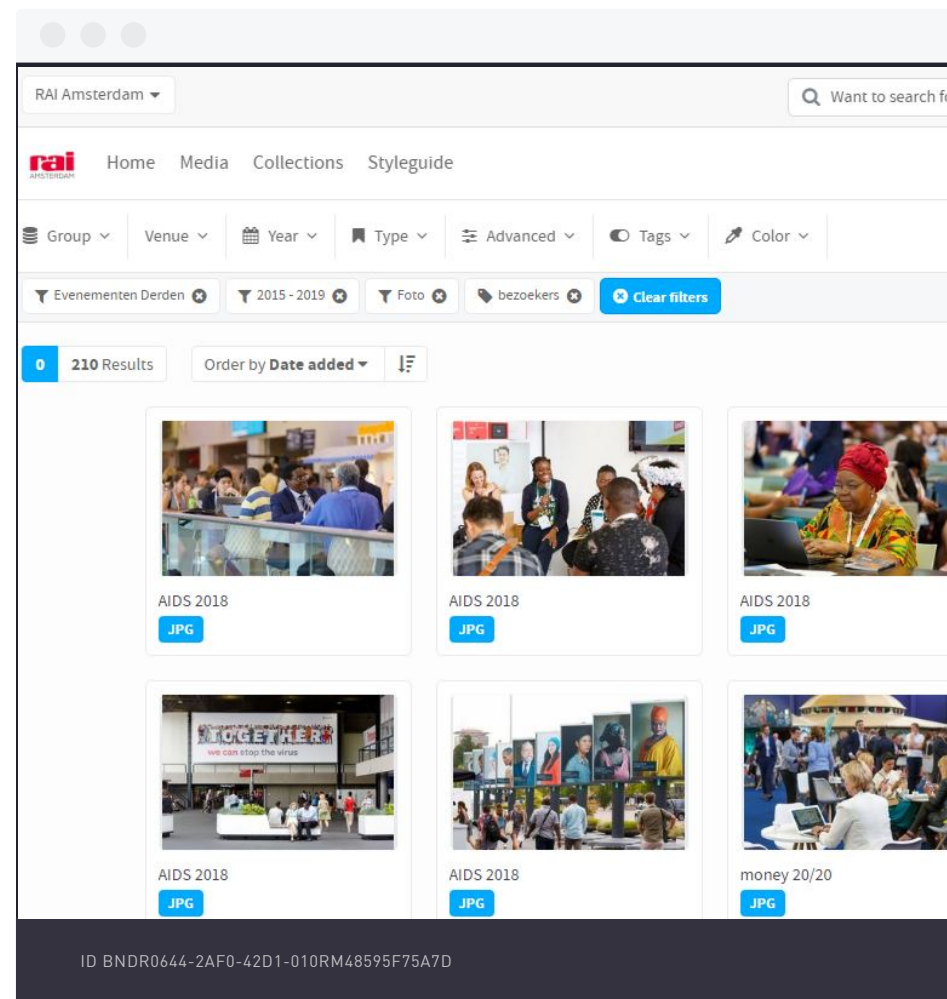 RAI Amsterdam
Want to search fo
rai
AMSTERDAM
Home Media Collections Styleguide
Group Venue Year Type Advanced Tags Color
Evenementen Derden 2015 - 2019 Foto bezoekers Clear filters
0 210 Results Order by Date added
AIDS 2018 AIDS 2018 AIDS 2018
JPG JPG JPG
TOGETHER
we can stop the virus
AIDS 2018 AIDS 2018 money 20/20
JPG JPG JPG
ID BNDR0644-2AF0-42D1-010RM48595F75A7D